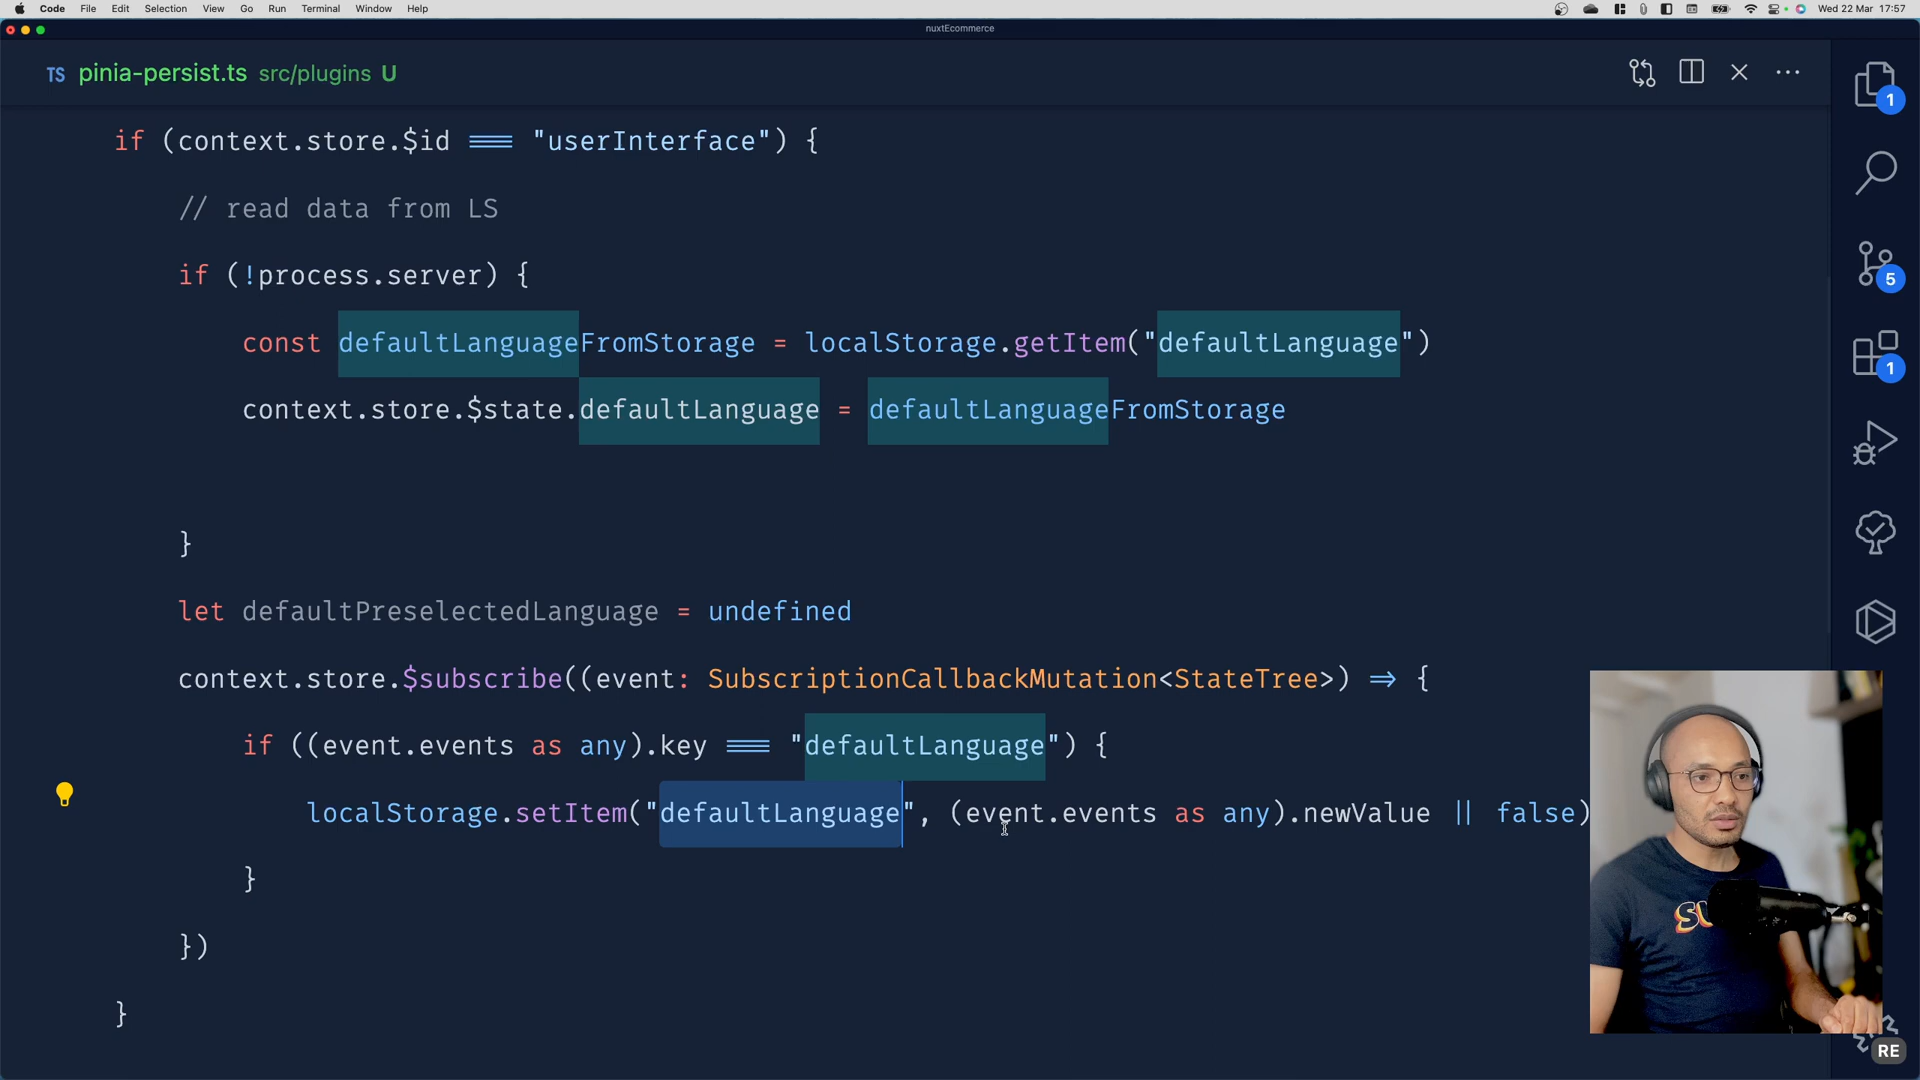 Code File Edit Selection View Go Run Terminal Window Help
Wed 22 Mar 17:57
nuxtEcommerce
TS pinia-persist.ts src/plugins U
if (context.store.$id === "userInterface") {
// read data from LS
if (!process.server) {
const defaultLanguageFromStorage = localStorage.getItem("defaultLanguage")
context.store.$state.defaultLanguage = defaultLanguageFromStorage
}
let defaultPreselectedLanguage = undefined
context.store.$subscribe((event: SubscriptionCallbackMutation<StateTree>) => {
if ((event.events as any).key === "defaultLanguage") {
localStorage.setItem("defaultLanguage", (event.events as any).newValue || false)
}
})
}
1
5
1
RE